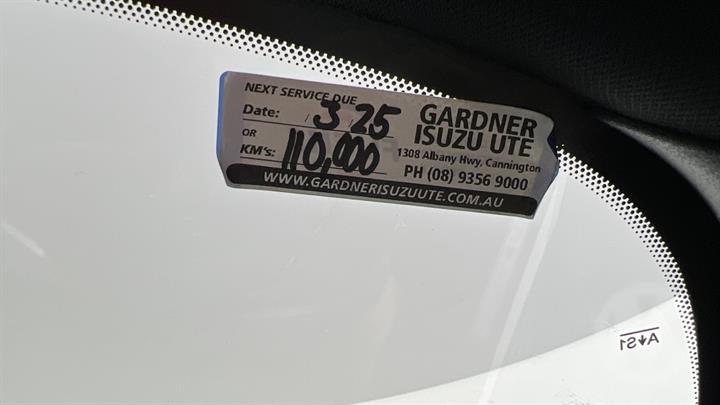 NEXT SERVICE DUE
Date: / 3 / 25
OR
KM's: 110,000
GARDNER
ISUZU UTE
1308 Albany Hwy, Cannington
PH (08) 9356 9000
WWW.GARDNERISUZUUTE.COM.AU
A↓S1